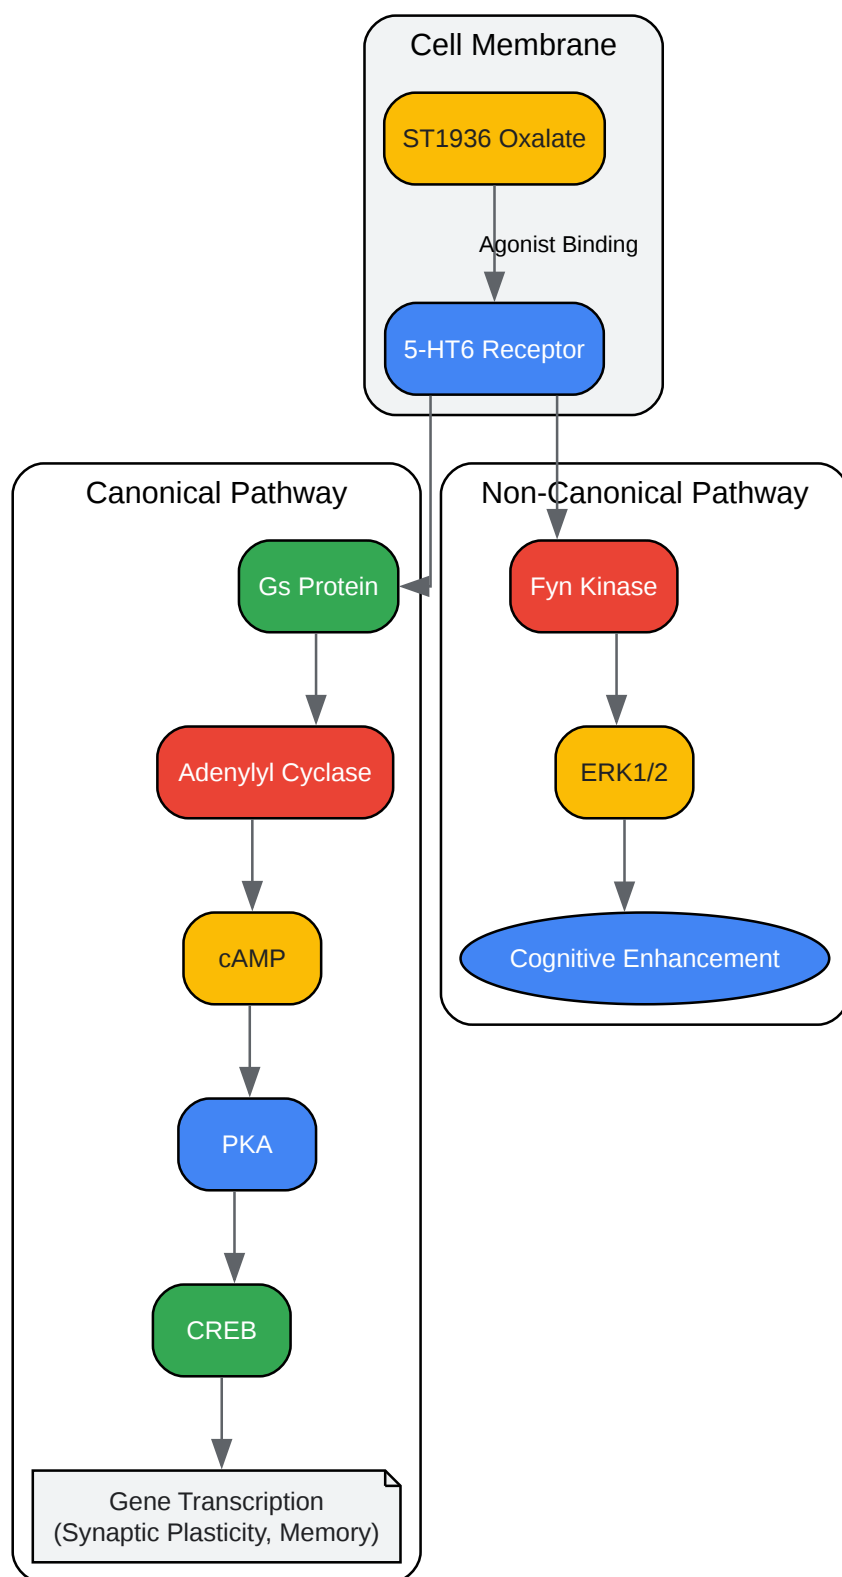 Cell Membrane
ST1936 Oxalate
Agonist Binding
5-HT6 Receptor
Canonical Pathway
Gs Protein
Adenylyl Cyclase
cAMP
PKA
CREB
Gene Transcription
(Synaptic Plasticity, Memory)
Non-Canonical Pathway
Fyn Kinase
ERK1/2
Cognitive Enhancement